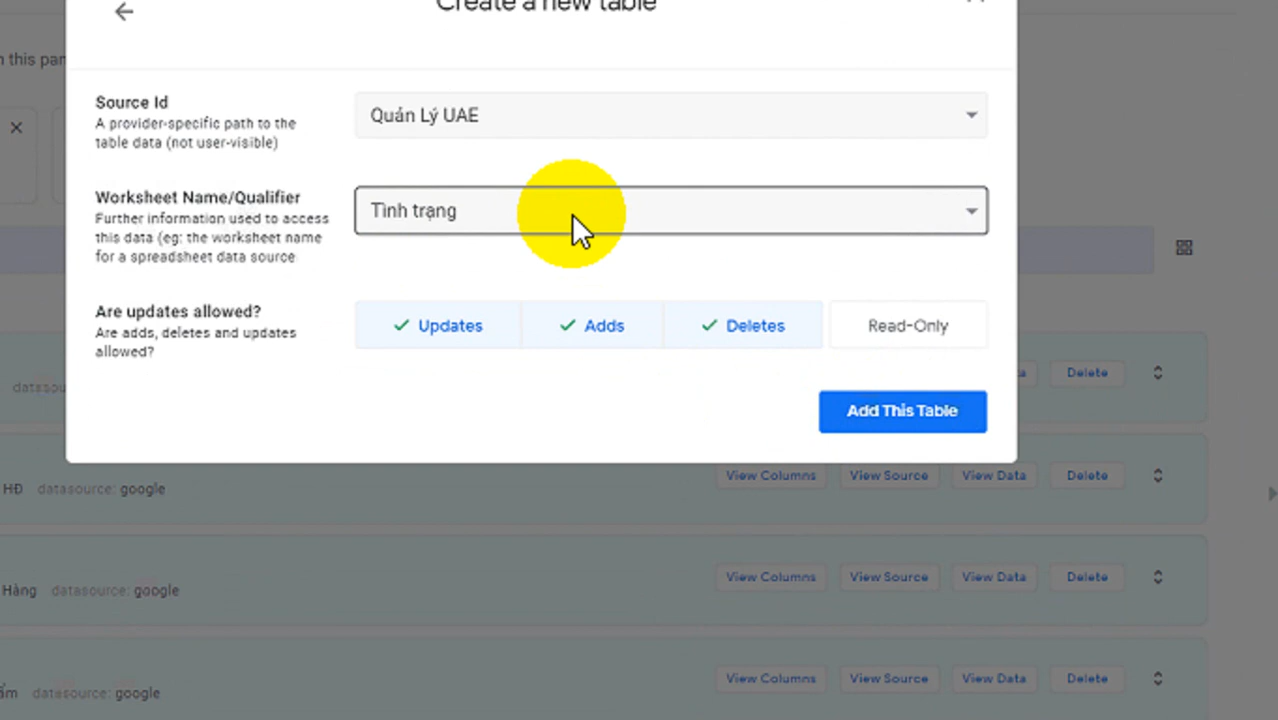 Create a new table
n this pan
Source Id
A provider-specific path to the
table data (not user-visible)
Quán Lý UAE
Worksheet Name/Qualifier
Further information used to access
this data (eg: the worksheet name
for a spreadsheet data source
Tình trạng
Are updates allowed?
Are adds, deletes and updates
allowed?
Updates
Adds
Deletes
Read-Only
Add This Table
datasou
ta
Delete
HĐ datasource: google
View Columns
View Source
View Data
Delete
Hàng datasource: google
View Columns
View Source
View Data
Delete
ẩm datasource: google
View Columns
View Source
View Data
Delete